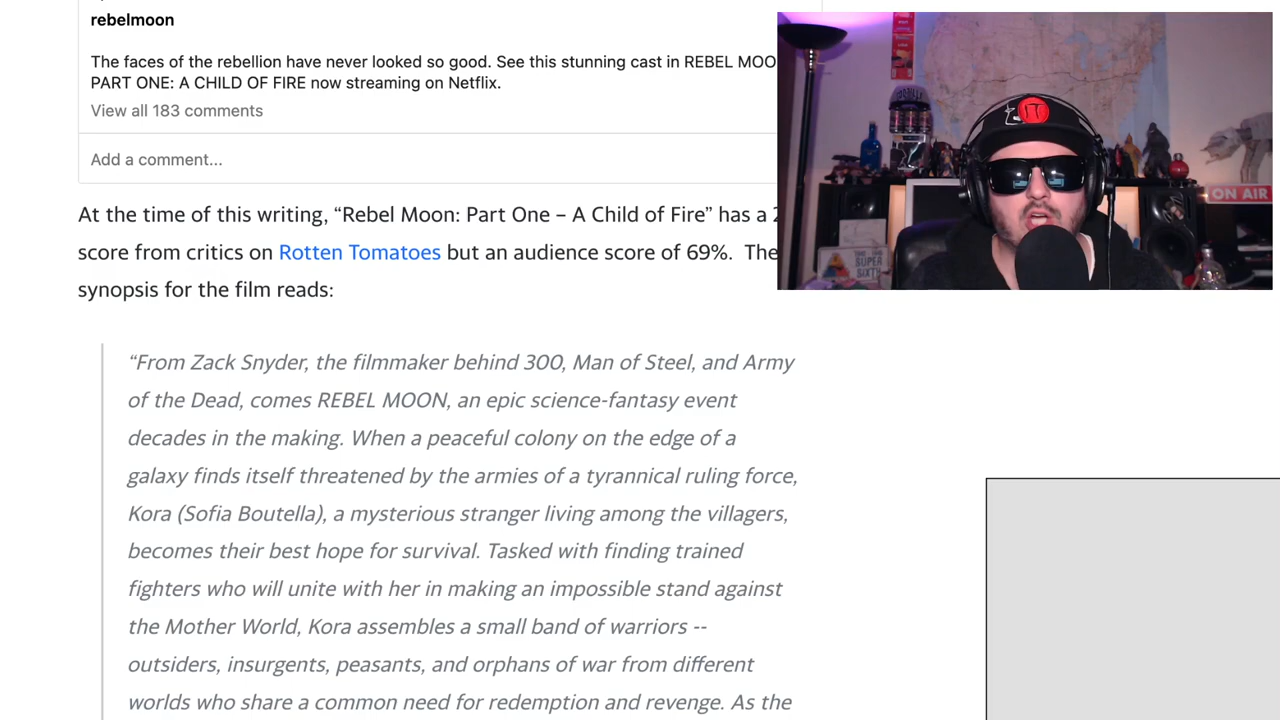 rebelmoon
The faces of the rebellion have never looked so good. See this stunning cast in REBEL MOO
PART ONE: A CHILD OF FIRE now streaming on Netflix.
View all 183 comments
Add a comment...
At the time of this writing, “Rebel Moon: Part One – A Child of Fire” has a 2
score from critics on Rotten Tomatoes but an audience score of 69%. The
synopsis for the film reads:
“From Zack Snyder, the filmmaker behind 300, Man of Steel, and Army
of the Dead, comes REBEL MOON, an epic science-fantasy event
decades in the making. When a peaceful colony on the edge of a
galaxy finds itself threatened by the armies of a tyrannical ruling force,
Kora (Sofia Boutella), a mysterious stranger living among the villagers,
becomes their best hope for survival. Tasked with finding trained
fighters who will unite with her in making an impossible stand against
the Mother World, Kora assembles a small band of warriors --
outsiders, insurgents, peasants, and orphans of war from different
worlds who share a common need for redemption and revenge. As the
IT
ON AIR
SUPER
SIXTH